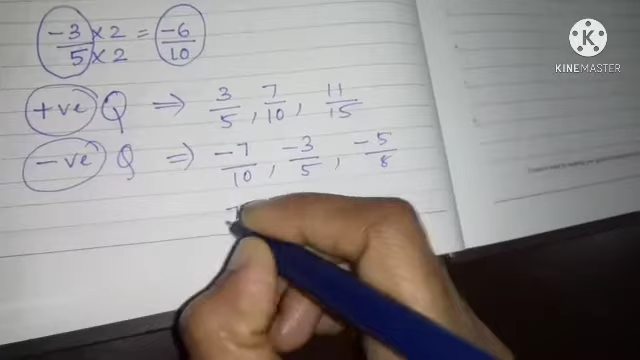 -3/5 × 2/2 = -6/10
+ve Q ⇒ 3/5, 7/10, 11/15
-ve Q ⇒ -7/10, -3/5, -5/8
K
KINEMASTER